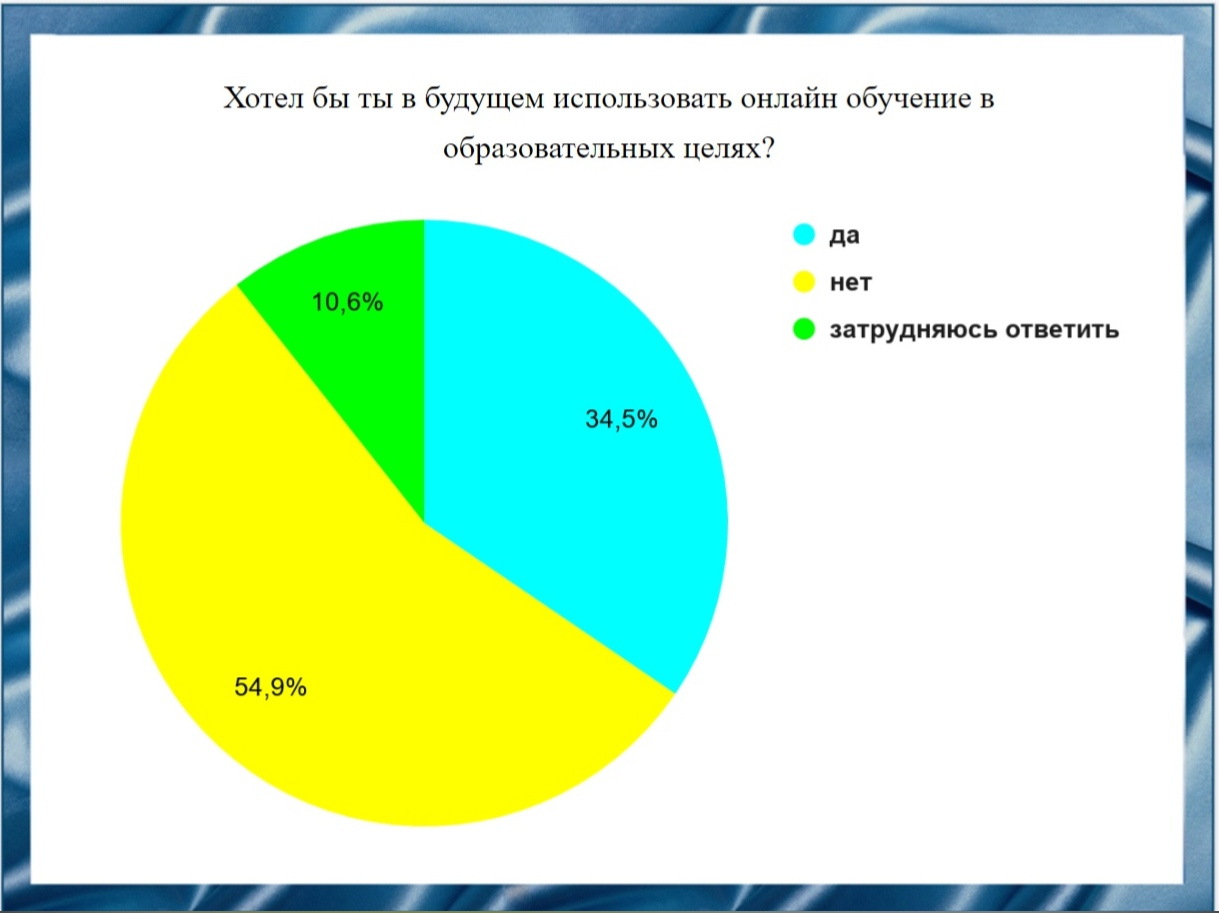 Хотел бы ты в будущем использовать онлайн обучение в
образовательных целях?
да
нет
затрудняюсь ответить
10,6%
34,5%
54,9%